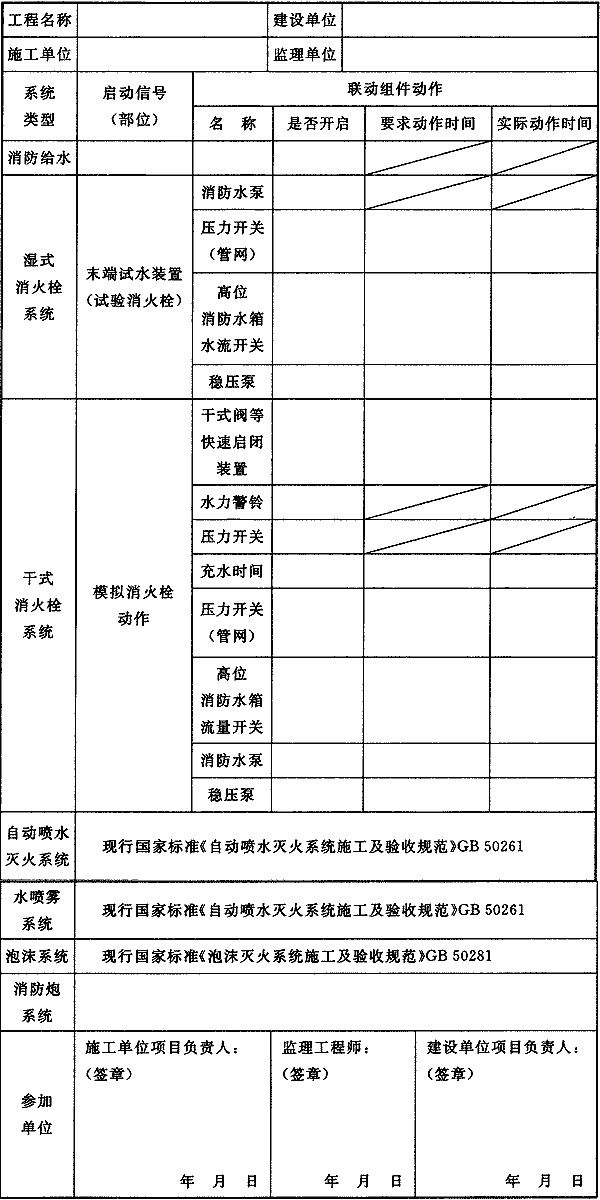 工程名称 建设单位
施工单位 监理单位
系统类型 启动信号（部位） 联动组件动作
名 称 是否开启 要求动作时间 实际动作时间
消防给水
湿式
消火栓
系统
末端试水装置
（试验消火栓）
消防水泵
压力开关
（管网）
高位
消防水箱
水流开关
稳压泵
干式
消火栓
系统
模拟消火栓
动作
干式阀等
快速启闭
装置
水力警铃
压力开关
充水时间
压力开关
（管网）
高位
消防水箱
流量开关
消防水泵
稳压泵
自动喷水
灭火系统
现行国家标准《自动喷水灭火系统施工及验收规范》GB 50261
水喷雾
系统
现行国家标准《自动喷水灭火系统施工及验收规范》GB 50261
泡沫系统 现行国家标准《泡沫灭火系统施工及验收规范》GB 50281
消防炮
系统
参加
单位
施工单位项目负责人：
（签章）
年 月 日
监理工程师：
（签章）
年 月 日
建设单位项目负责人：
（签章）
年 月 日